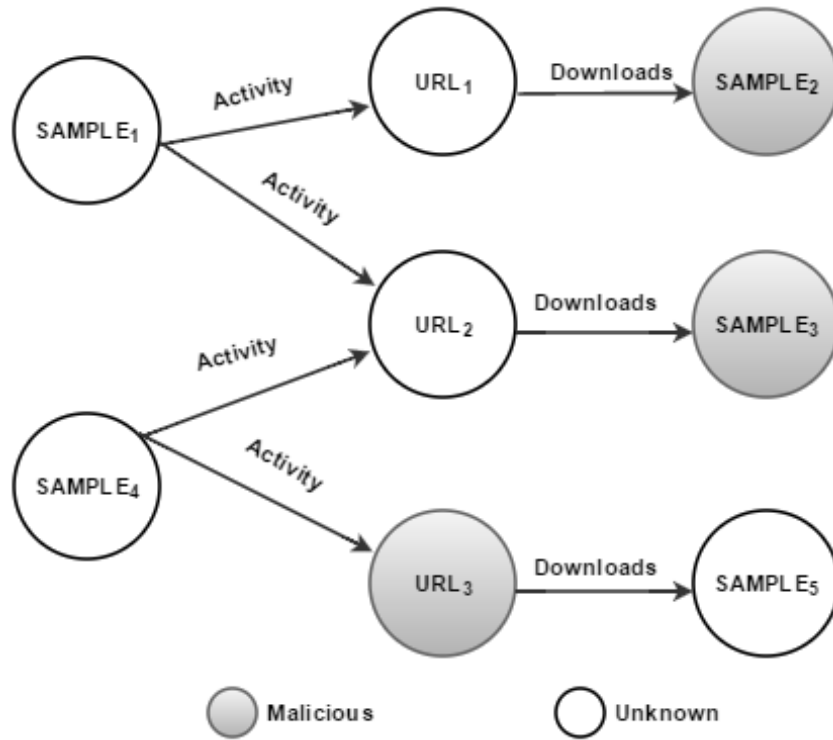 SAMPLE₁
Activity
URL₁
Downloads
SAMPLE₂
Activity
URL₂
Downloads
SAMPLE₃
SAMPLE₄
Activity
Activity
URL₃
Downloads
SAMPLE₅
Malicious
Unknown